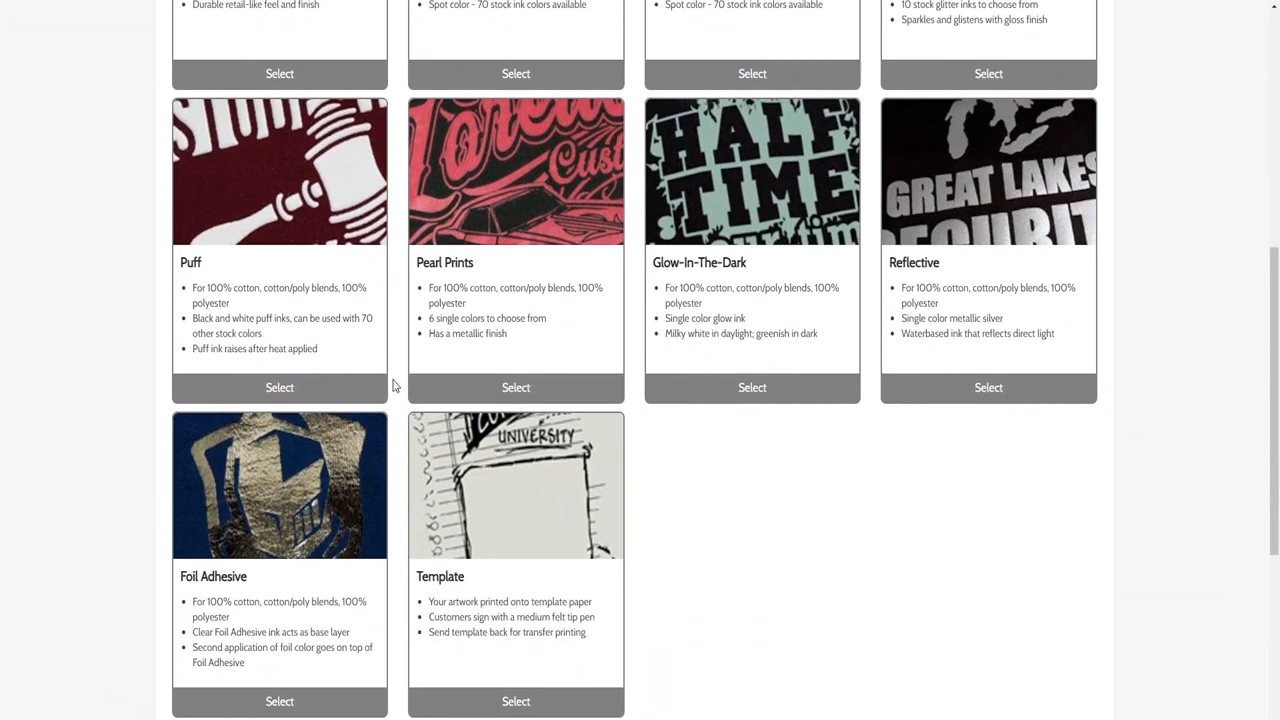 Durable retail-like feel and finish
Spot color - 70 stock ink colors available
Spot color - 70 stock ink colors available
10 stock glitter inks to choose from
Sparkles and glistens with gloss finish
Select
Select
Select
Select
Cust
HALF
TIME
GREAT LAKES
SECURIT
Puff
For 100% cotton, cotton/poly blends, 100%
polyester
Black and white puff inks, can be used with 70
other stock colors
Puff ink raises after heat applied
Select
Pearl Prints
For 100% cotton, cotton/poly blends, 100%
polyester
6 single colors to choose from
Has a metallic finish
Select
Glow-In-The-Dark
For 100% cotton, cotton/poly blends, 100%
polyester
Single color glow ink
Milky white in daylight; greenish in dark
Select
Reflective
For 100% cotton, cotton/poly blends, 100%
polyester
Single color metallic silver
Waterbased ink that reflects direct light
Select
UNIVERSITY
Foil Adhesive
For 100% cotton, cotton/poly blends, 100%
polyester
Clear Foil Adhesive ink acts as base layer
Second application of foil color goes on top of
Foil Adhesive
Select
Template
Your artwork printed onto template paper
Customers sign with a medium felt tip pen
Send template back for transfer printing
Select